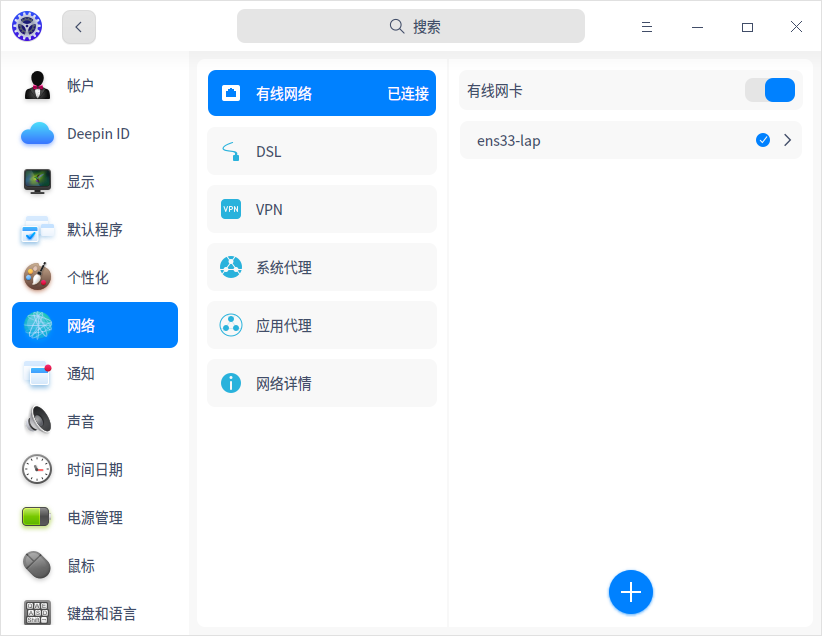 搜索
帐户
Deepin ID
显示
默认程序
个性化
网络
通知
声音
时间日期
电源管理
鼠标
键盘和语言
有线网络 已连接
DSL
VPN
VPN
系统代理
应用代理
网络详情
有线网卡
ens33-lap